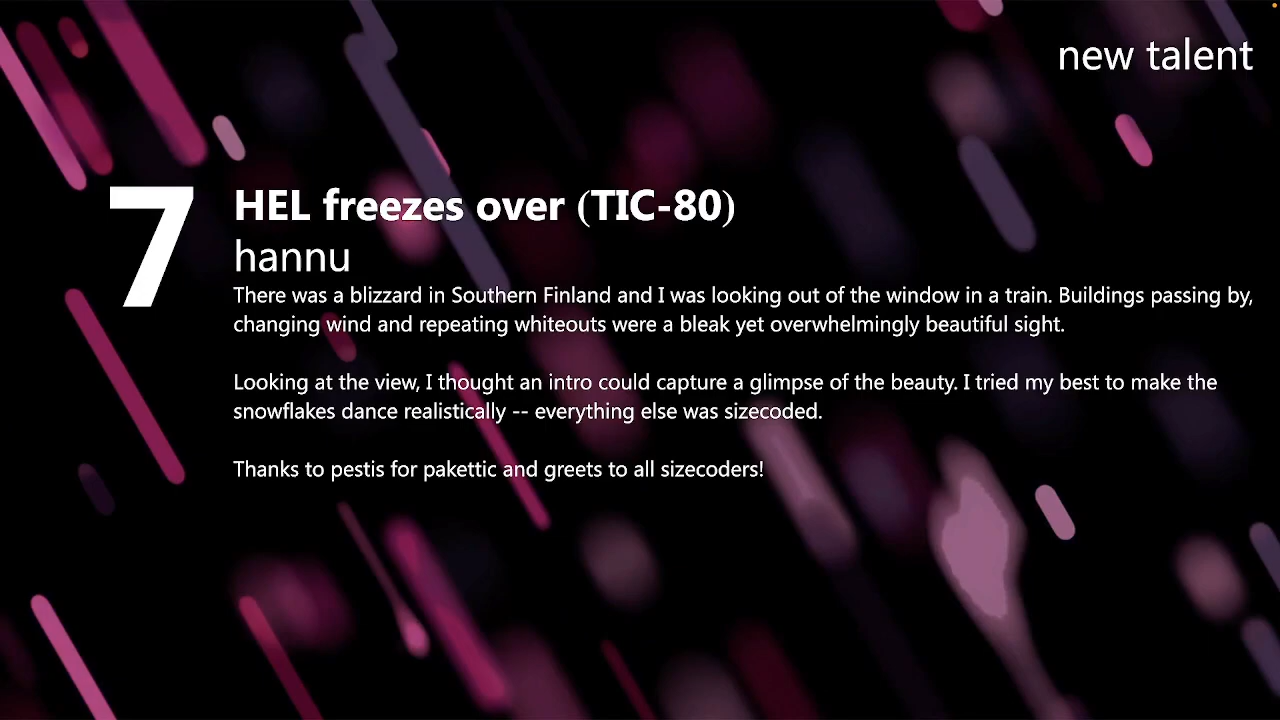 new talent
7
HEL freezes over (TIC-80)
hannu
There was a blizzard in Southern Finland and I was looking out of the window in a train. Buildings passing by,
changing wind and repeating whiteouts were a bleak yet overwhelmingly beautiful sight.
Looking at the view, I thought an intro could capture a glimpse of the beauty. I tried my best to make the
snowflakes dance realistically -- everything else was sizecoded.
Thanks to pestis for pakettic and greets to all sizecoders!